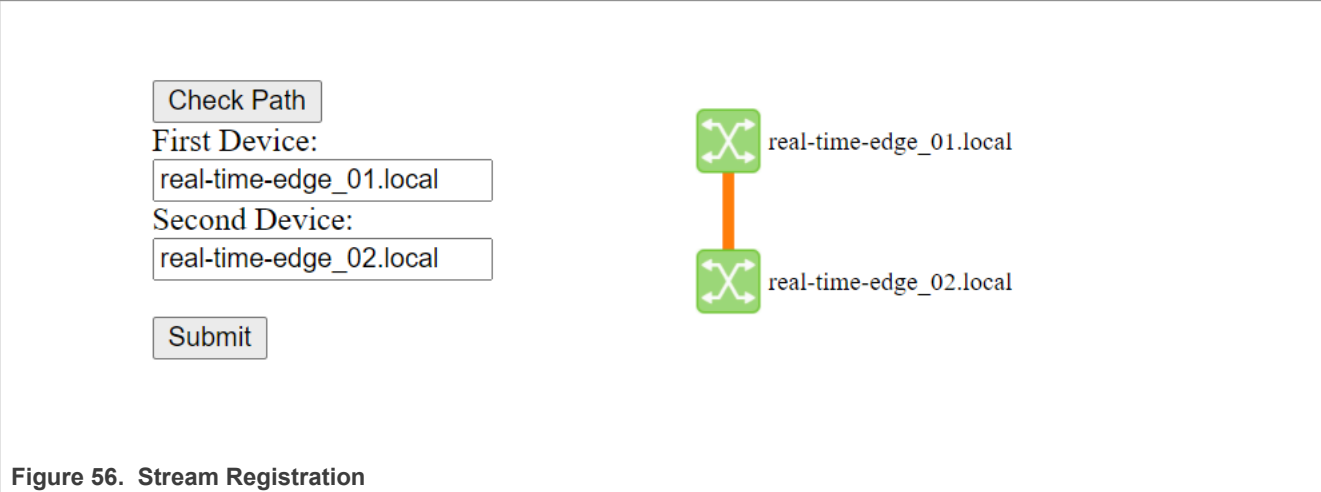 Check Path
First Device:
real-time-edge_01.local
Second Device:
real-time-edge_02.local
Submit
real-time-edge_01.local
real-time-edge_02.local
Figure 56. Stream Registration